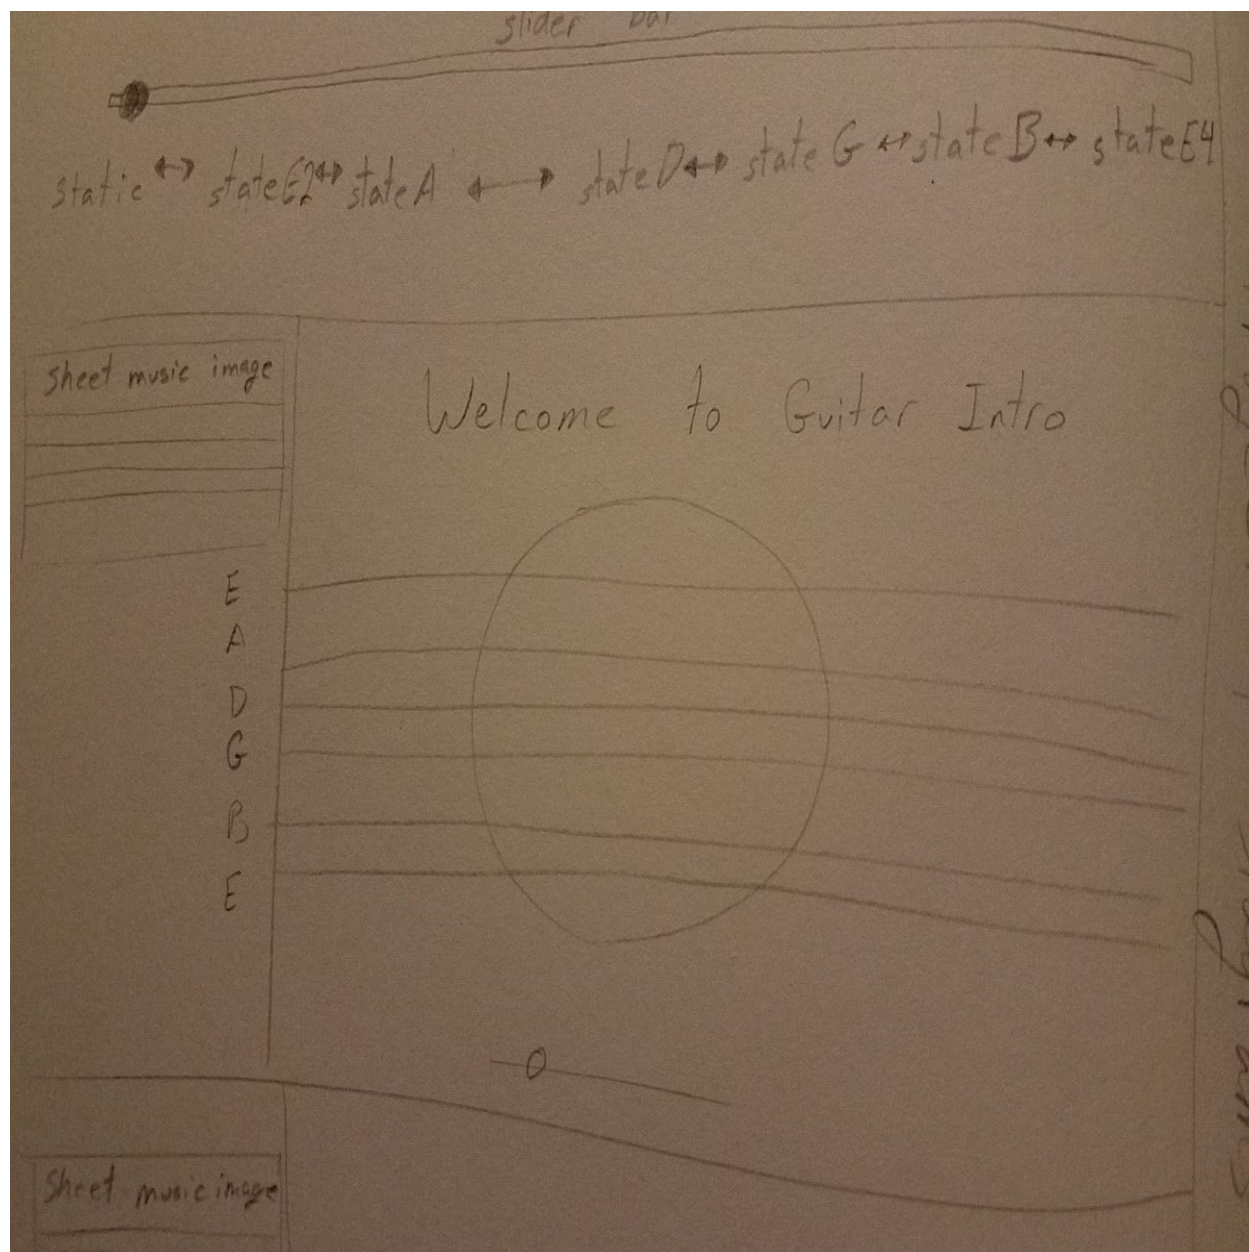 slider bar
static ↔ stateE2 ↔ stateA ↔ stateD ↔ stateG ↔ stateB ↔ stateE4
Sheet music image
Welcome to Guitar Intro
E
A
D
G
B
E
Sheet music image